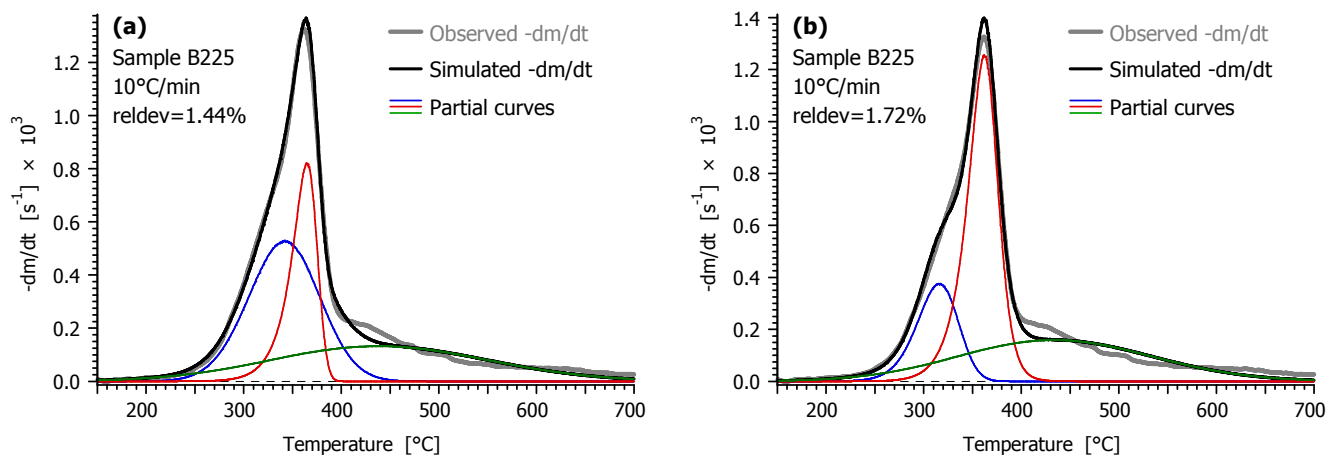 (a)
Sample B225
10°C/min
reldev=1.44%
Observed -dm/dt
Simulated -dm/dt
Partial curves
-dm/dt [s⁻¹] × 10³
1.2
1.0
0.8
0.6
0.4
0.2
0.0
200 300 400 500 600 700
Temperature [°C]
(b)
Sample B225
10°C/min
reldev=1.72%
Observed -dm/dt
Simulated -dm/dt
Partial curves
-dm/dt [s⁻¹] × 10³
1.4
1.2
1.0
0.8
0.6
0.4
0.2
0.0
200 300 400 500 600 700
Temperature [°C]